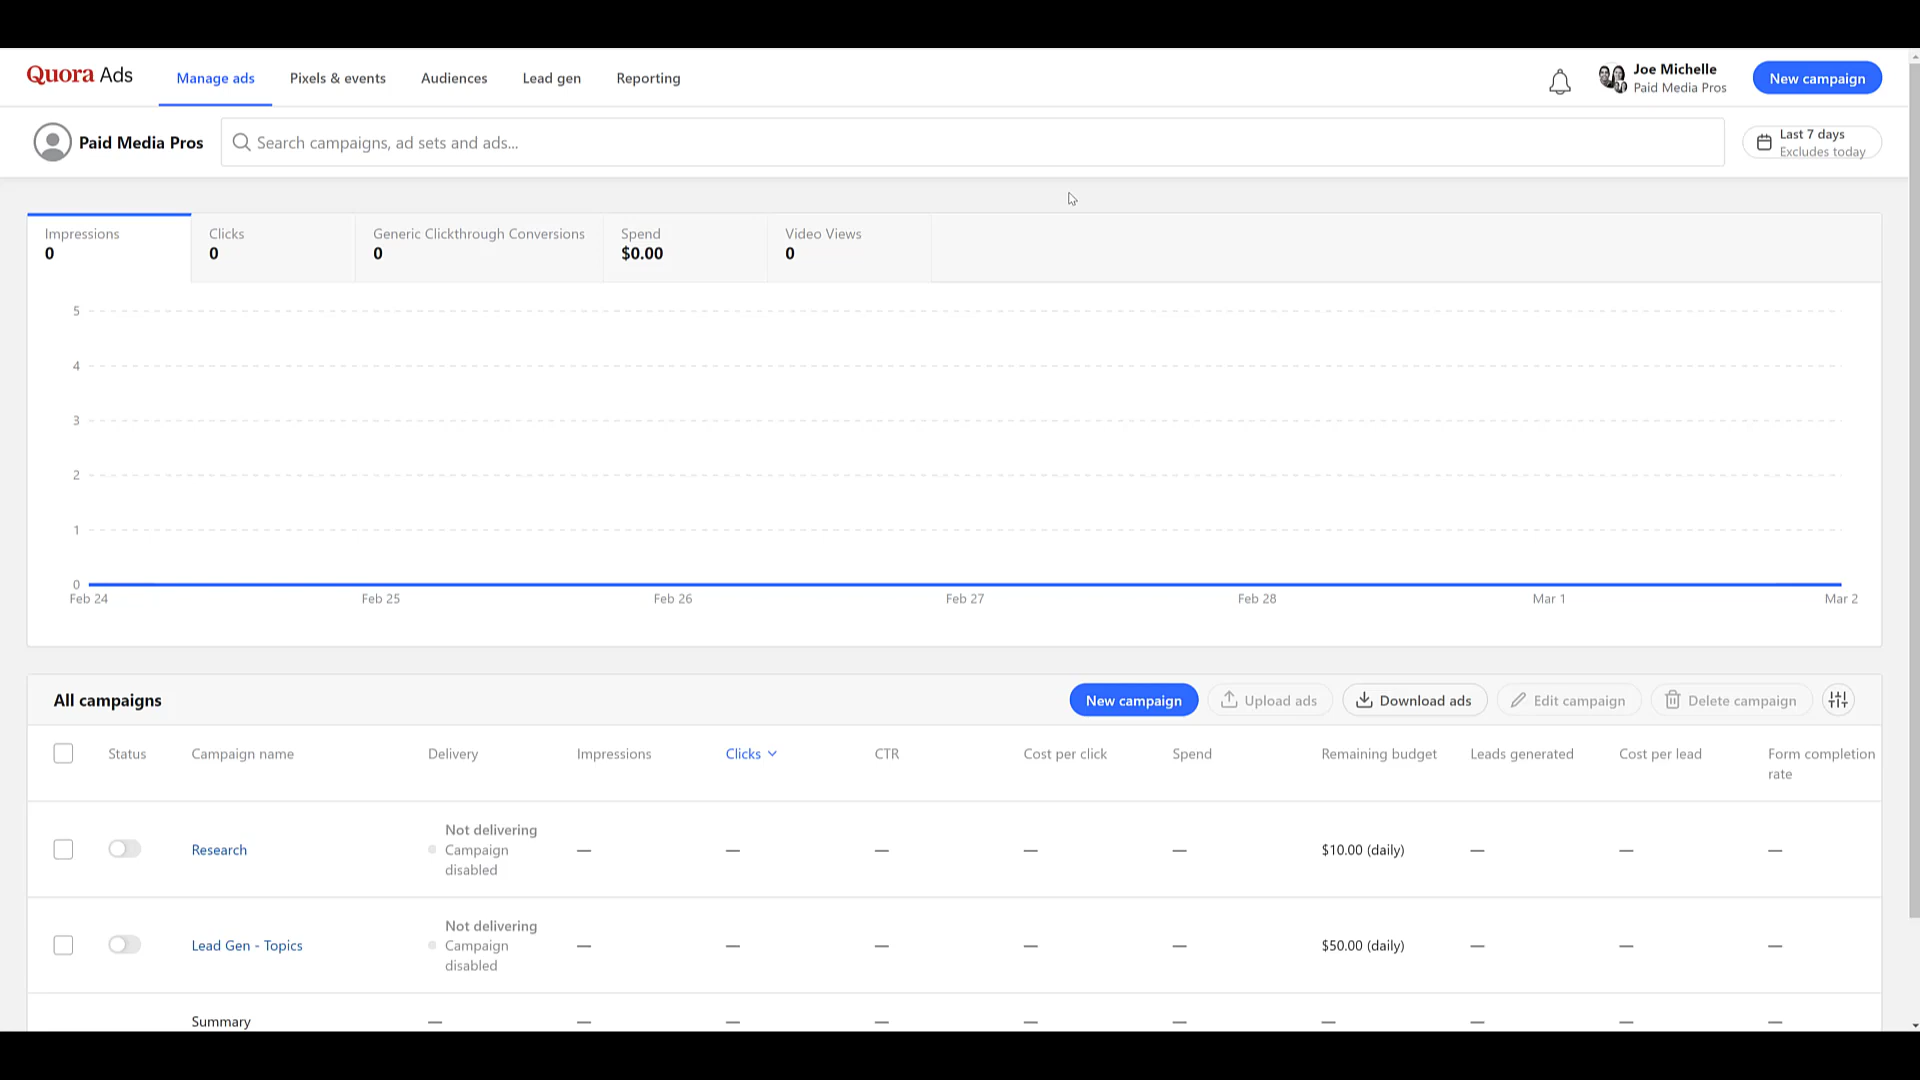 Quora Ads
Manage ads
Pixels & events
Audiences
Lead gen
Reporting
Joe Michelle
Paid Media Pros
New campaign
Paid Media Pros
Search campaigns, ad sets and ads...
Last 7 days
Excludes today
Impressions
0
Clicks
0
Generic Clickthrough Conversions
0
Spend
$0.00
Video Views
0
5
4
3
2
1
0
Feb 24
Feb 25
Feb 26
Feb 27
Feb 28
Mar 1
Mar 2
All campaigns
New campaign
Upload ads
Download ads
Edit campaign
Delete campaign
Status
Campaign name
Delivery
Impressions
Clicks
CTR
Cost per click
Spend
Remaining budget
Leads generated
Cost per lead
Form completion
rate
Research
Not delivering
Campaign
disabled
—
—
—
—
—
$10.00 (daily)
—
—
—
Lead Gen - Topics
Not delivering
Campaign
disabled
—
—
—
—
—
$50.00 (daily)
—
—
—
Summary
—
—
—
—
—
—
—
—
—
—